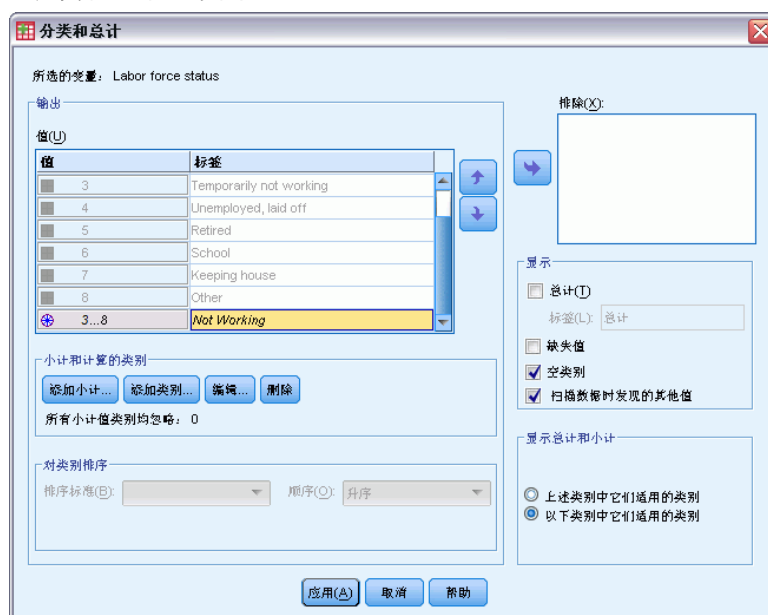 分类和总计
所选的变量: Labor force status
输出
值(U)
值 标签
3 Temporarily not working
4 Unemployed, laid off
5 Retired
6 School
7 Keeping house
8 Other
3...8 Not Working
小计和计算的类别
添加小计... 添加类别... 编辑... 删除
所有小计值类别均忽略: 0
对类别排序
排序标准(B): 顺序(O): 升序
排除(X):
显示
总计(T)
标签(L): 总计
缺失值
空类别
扫描数据时发现的其他值
显示总计和小计
上述类别中它们适用的类别
以下类别中它们适用的类别
应用(A) 取消 帮助